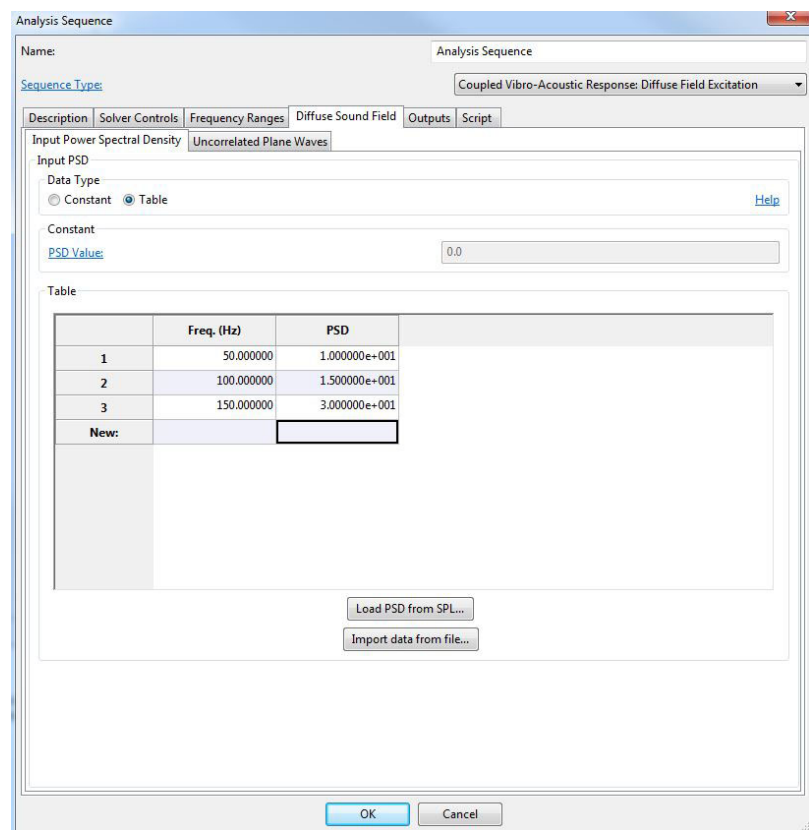 Analysis Sequence
Name: Analysis Sequence
Sequence Type: Coupled Vibro-Acoustic Response: Diffuse Field Excitation
Description Solver Controls Frequency Ranges Diffuse Sound Field Outputs Script
Input Power Spectral Density Uncorrelated Plane Waves
Input PSD
Data Type
Constant Table Help
Constant
PSD Value: 0.0
Table
Freq. (Hz) PSD
1 50.000000 1.000000e+001
2 100.000000 1.500000e+001
3 150.000000 3.000000e+001
New:
Load PSD from SPL...
Import data from file...
OK Cancel